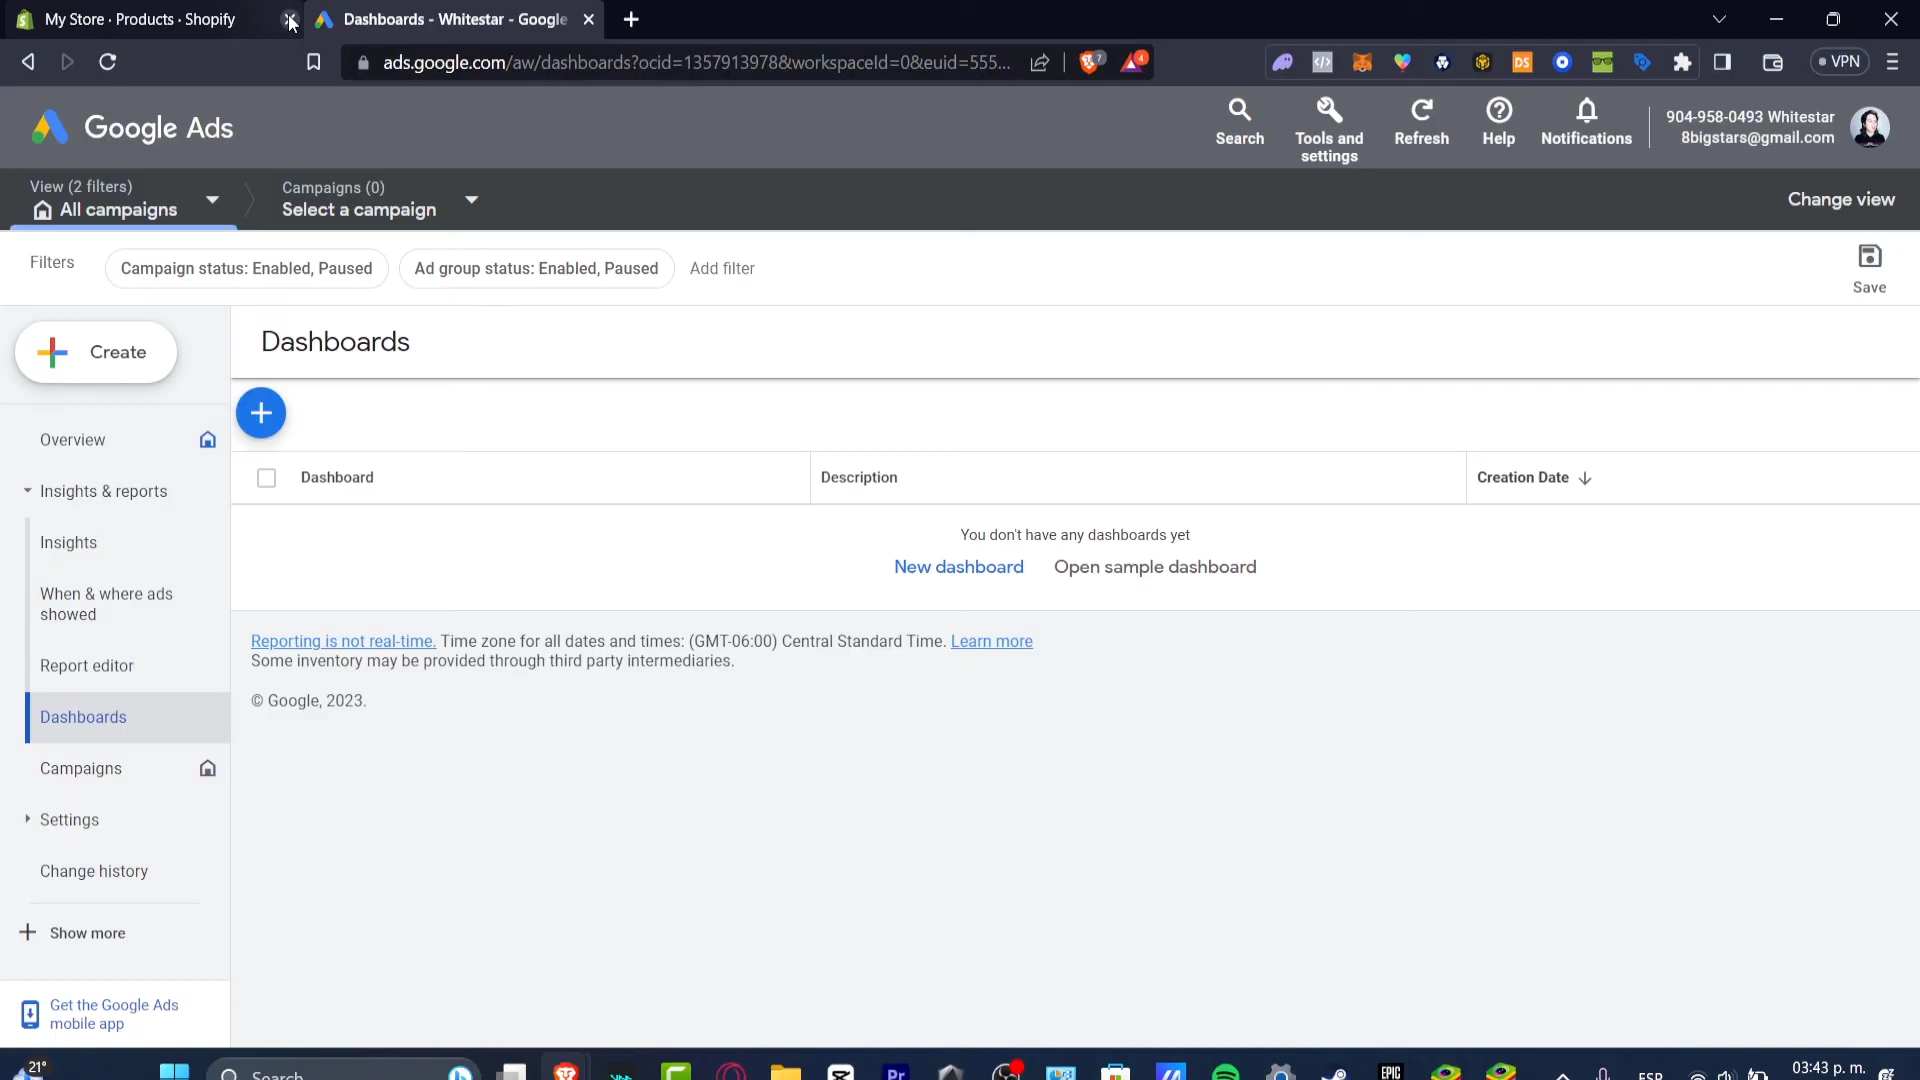 My Store · Products · Shopify
Dashboards - Whitestar - Google
ads.google.com/aw/dashboards?ocid=1357913978&workspaceId=0&euid=555...
7
4
DS
VPN
Google Ads
Search
Tools and settings
Refresh
Help
Notifications
904-958-0493 Whitestar
8bigstars@gmail.com
View (2 filters)
All campaigns
Campaigns (0)
Select a campaign
Change view
Filters
Campaign status: Enabled, Paused
Ad group status: Enabled, Paused
Add filter
Save
Create
Dashboards
Overview
Insights & reports
Insights
When & where ads
showed
Report editor
Dashboards
Campaigns
Settings
Change history
Show more
Get the Google Ads
mobile app
Dashboard
Description
Creation Date
You don't have any dashboards yet
New dashboard
Open sample dashboard
Reporting is not real-time. Time zone for all dates and times: (GMT-06:00) Central Standard Time. Learn more
Some inventory may be provided through third party intermediaries.
© Google, 2023.
21°
Search
Pr
EPIC
ESP
03:43 p. m.